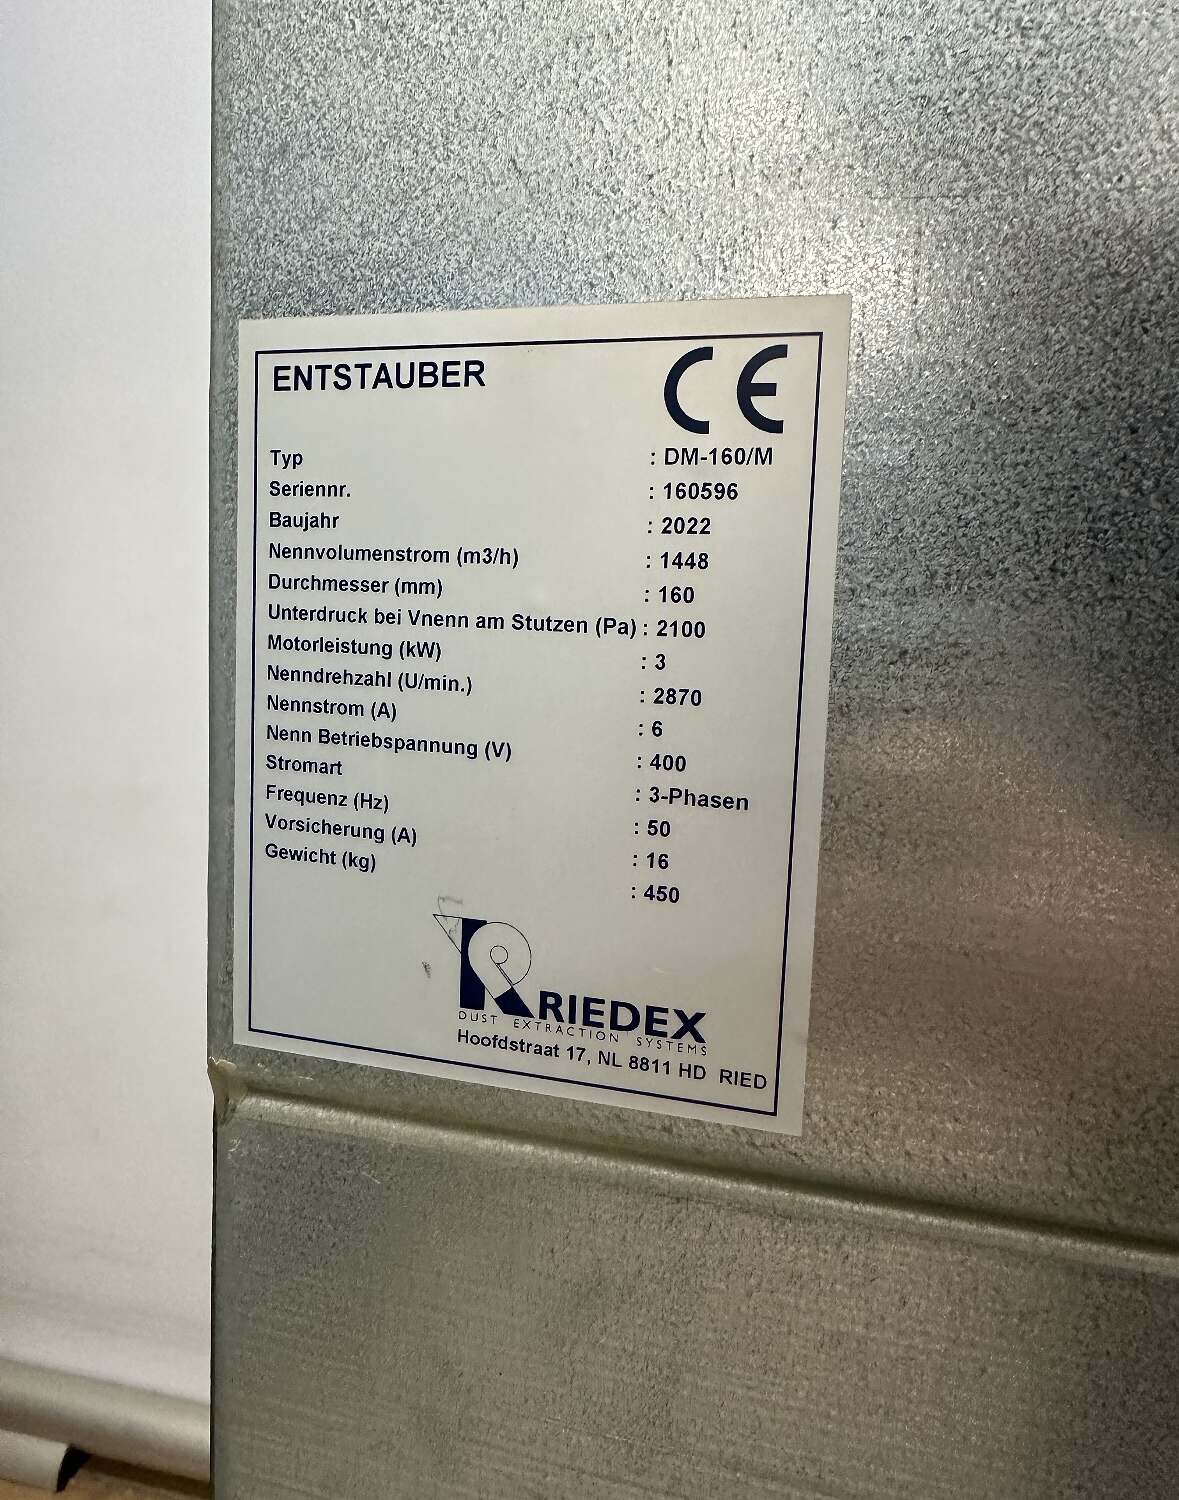 ENTSTAUBER
CE
Typ : DM-160/M
Seriennr. : 160596
Baujahr : 2022
Nennvolumenstrom (m3/h) : 1448
Durchmesser (mm) : 160
Unterdruck bei Vnenn am Stutzen (Pa) : 2100
Motorleistung (kW) : 3
Nenndrehzahl (U/min.) : 2870
Nennstrom (A) : 6
Nenn Betriebspannung (V) : 400
Stromart : 3-Phasen
Frequenz (Hz) : 50
Vorsicherung (A) : 16
Gewicht (kg) : 450
RIEDEX
DUST EXTRACTION SYSTEMS
Hoofdstraat 17, NL 8811 HD RIED